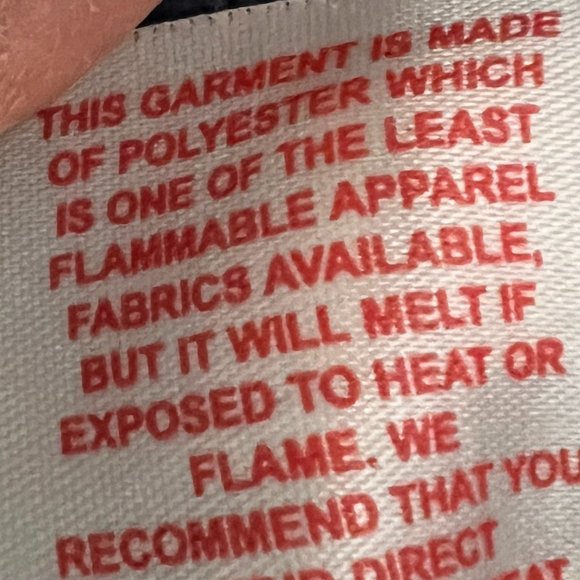 THIS GARMENT IS MADE
OF POLYESTER WHICH
IS ONE OF THE LEAST
FLAMMABLE APPAREL
FABRICS AVAILABLE,
BUT IT WILL MELT IF
EXPOSED TO HEAT OR
FLAME. WE
RECOMMEND THAT YOU
DIRECT